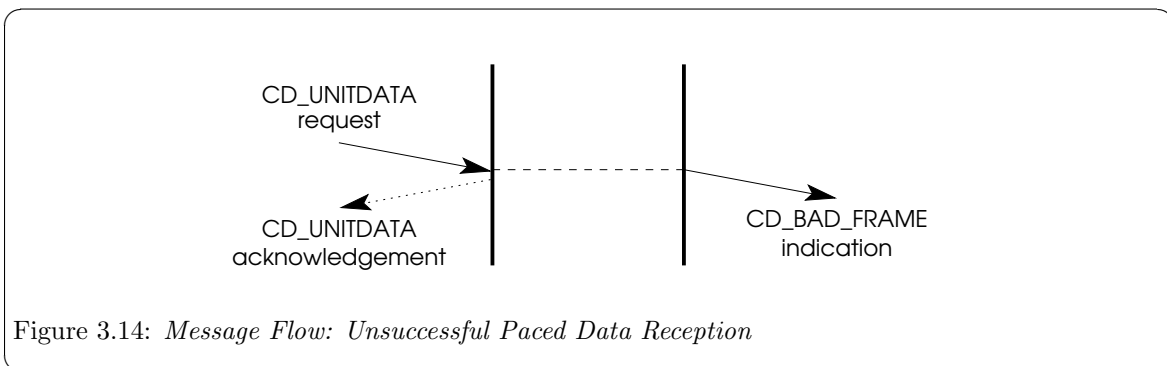 CD_UNITDATA
request
CD_UNITDATA
acknowledgement
CD_BAD_FRAME
indication
Figure 3.14: Message Flow: Unsuccessful Paced Data Reception